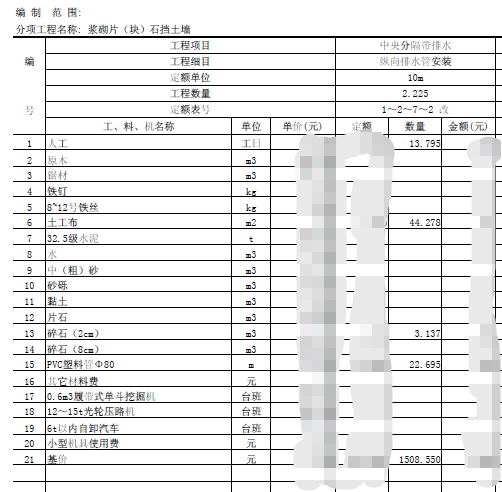 编 制 范 围:
分项工程名称: 浆砌片（块）石挡土墙
编号 工程项目 中央分隔带排水
工程细目 纵向排水管安装
定额单位 10m
工程数量 2.225
定额表号 1～2～7～2 改
工、料、机名称 单位 单价(元) 定额 数量 金额(元)
1 人工 工日 13.795
2 原木 m3
3 锯材 m3
4 铁钉 kg
5 8~12号铁丝 kg
6 土工布 m2 44.278
7 32.5级水泥 t
8 水 m3
9 中（粗）砂 m3
10 砂砾 m3
11 黏土 m3
12 片石 m3
13 碎石（2cm） m3 3.137
14 碎石（8cm） m3
15 PVC塑料管Φ80 m 22.695
16 其它材料费 元
17 0.6m3履带式单斗挖掘机 台班
18 12～15t光轮压路机 台班
19 6t以内自卸汽车 台班
20 小型机具使用费 元
21 基价 元 1508.550